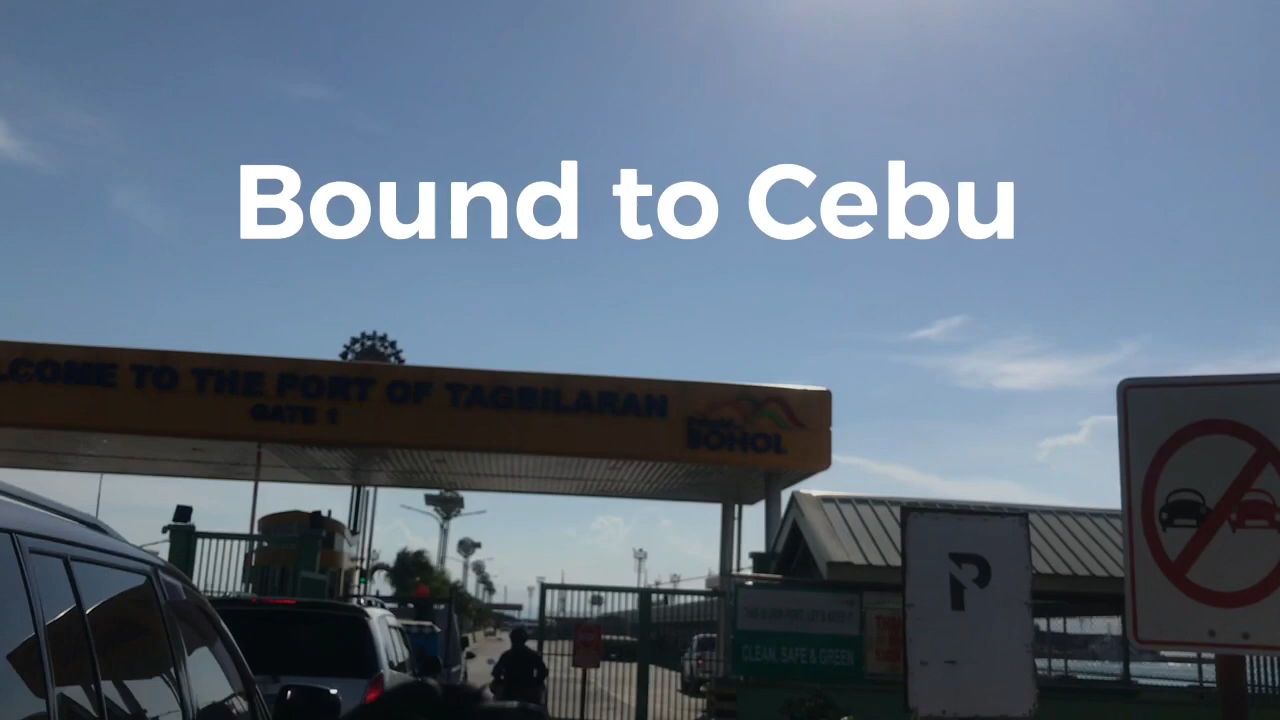 Bound to Cebu
LCOME TO THE PORT OF TAGBILARAN
GATE 1
BOHOL
P
CLEAN, SAFE & GREEN